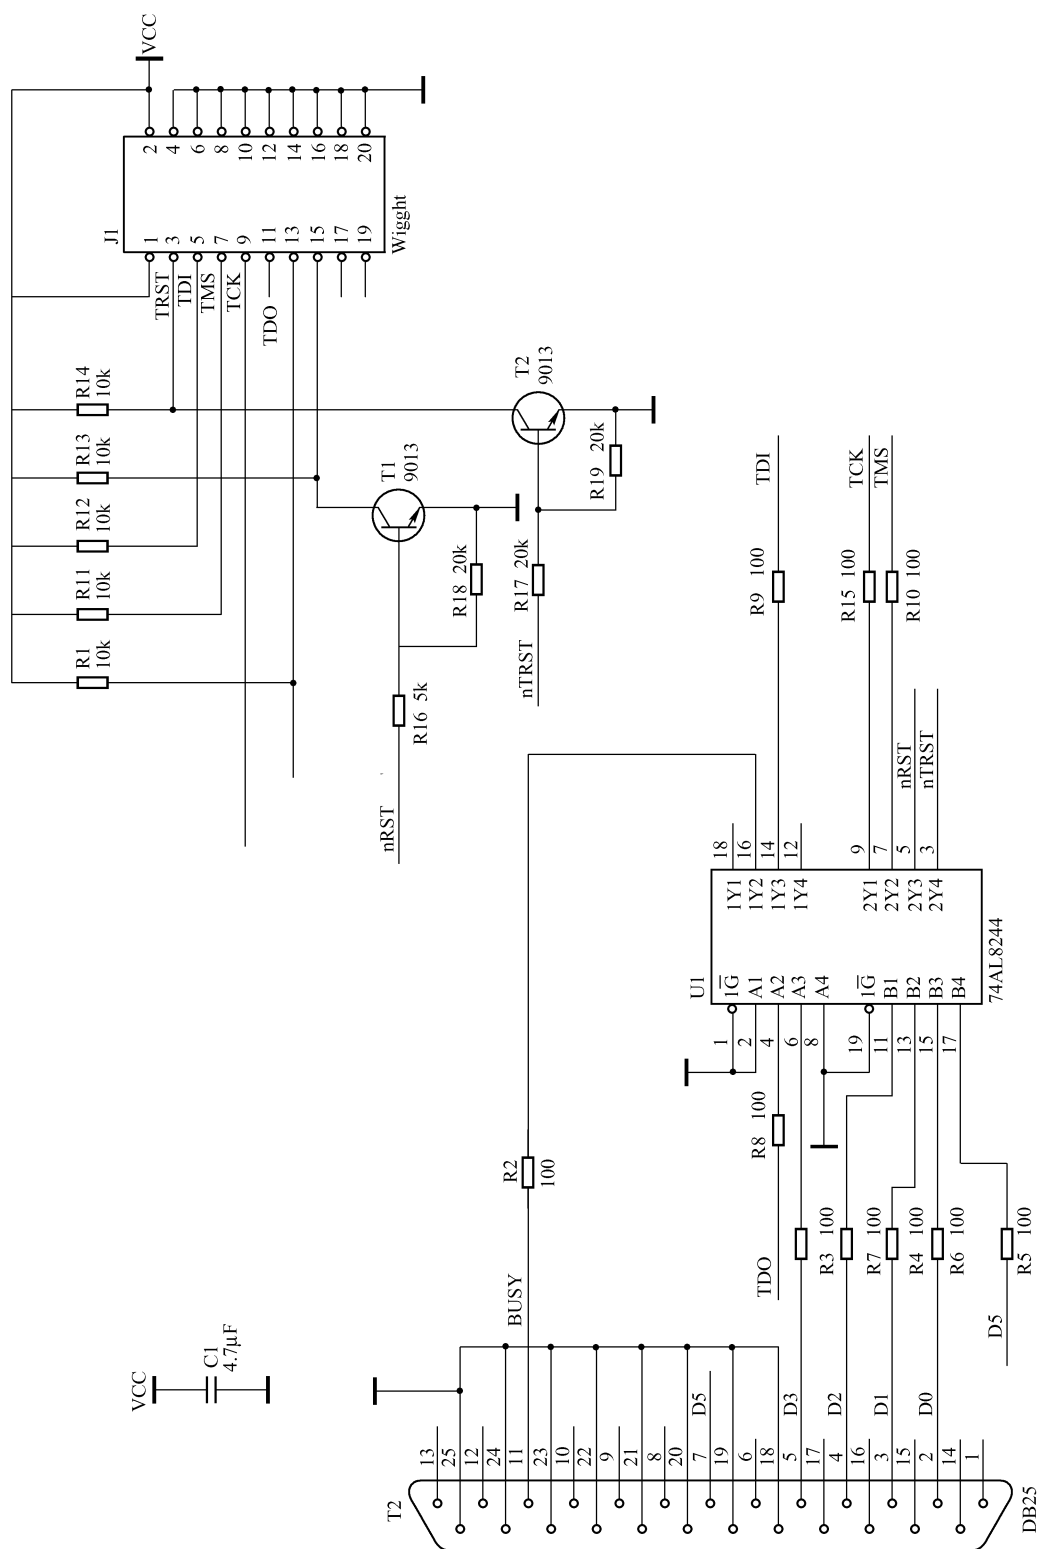 VCC
2
4
6
8
10
12
14
16
18
20
J1
1
3
5
7
9
11
13
15
17
19
Wigght
TRST
TDI
TMS
TCK
TDO
R14
10k
R13
10k
R12
10k
R11
10k
R1
10k
T1
9013
T2
9013
R19 20k
R18 20k
R17 20k
R16 5k
nTRST
nRST
TDI
TCK
TMS
R9 100
R15 100
R10 100
nRST
nTRST
18
16
14
12
9
7
5
3
1Y1
1Y2
1Y3
1Y4
2Y1
2Y2
2Y3
2Y4
U1
1G
A1
A2
A3
A4
1G
B1
B2
B3
B4
74AL8244
1
2
4
6
8
19
11
13
15
17
R2
100
R8 100
R3 100
R7 100
R4 100
R6 100
R5 100
BUSY
TDO
D5
VCC
C1
4.7μF
D5
D3
D2
D1
D0
13
25
12
24
11
23
10
22
9
21
8
20
7
19
6
18
5
17
4
16
3
15
2
14
1
T2
DB25